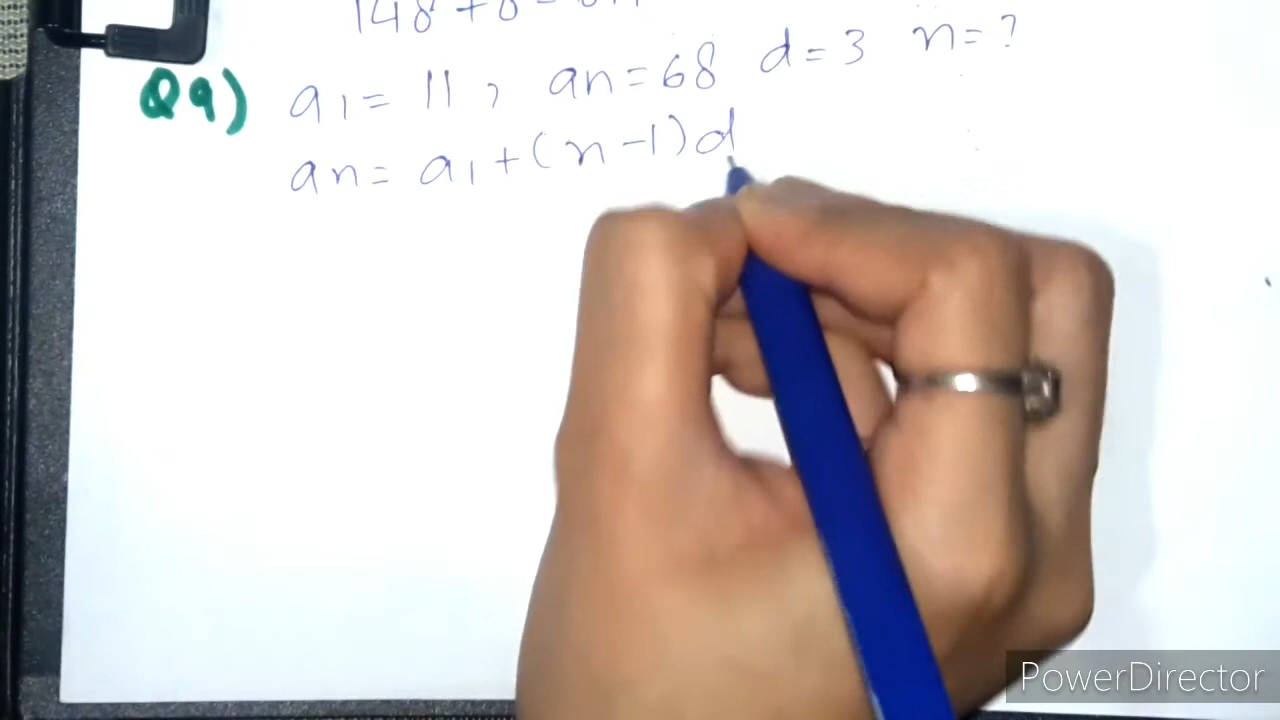 Q9) a1 = 11, an = 68 d = 3 n = ?
an = a1 + (n - 1) d
PowerDirector